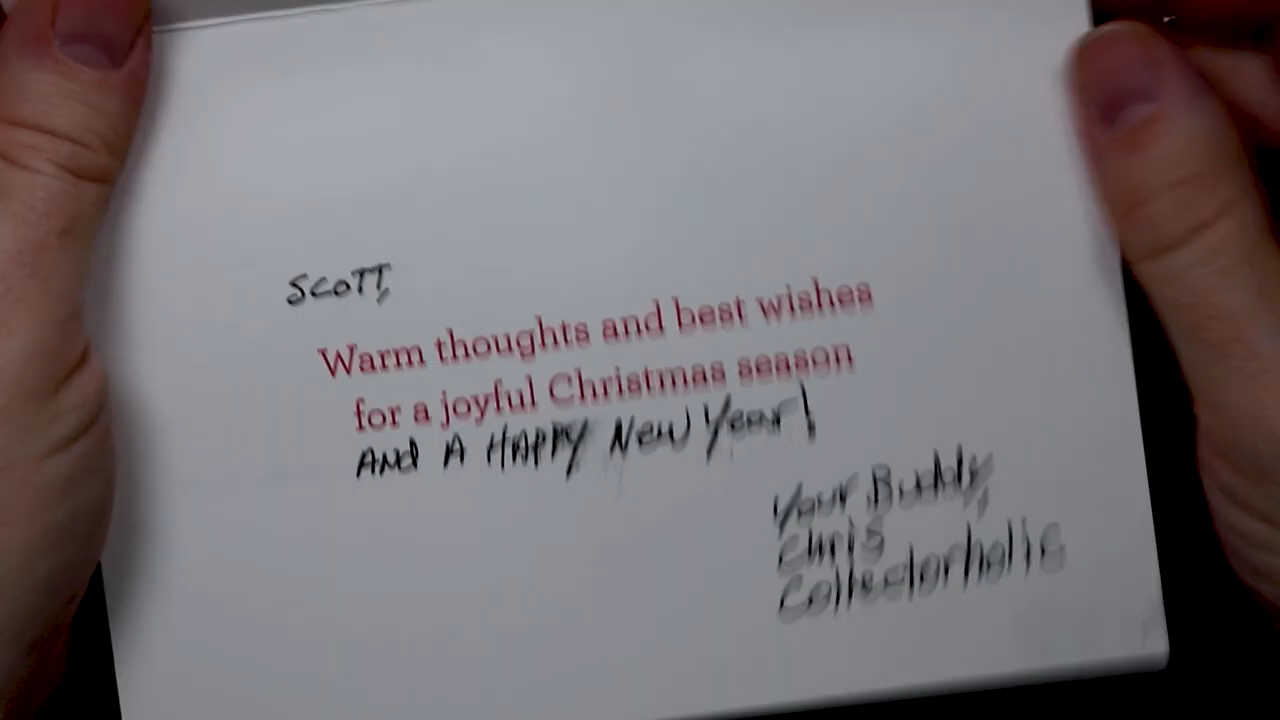 SCOTT,
Warm thoughts and best wishes
for a joyful Christmas season
AND A HAPPY NEW YEAR!
Your Buddy,
Chris
Collectorholic